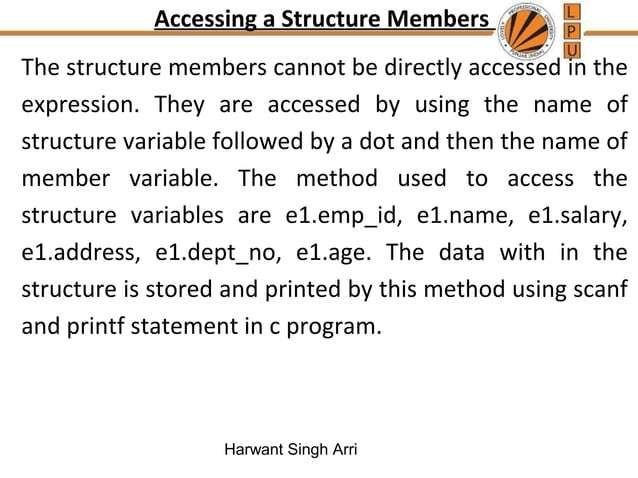 Accessing a Structure Members
L
P
U
The structure members cannot be directly accessed in the
expression. They are accessed by using the name of
structure variable followed by a dot and then the name of
member variable. The method used to access the
structure variables are e1.emp_id, e1.name, e1.salary,
e1.address, e1.dept_no, e1.age. The data with in the
structure is stored and printed by this method using scanf
and printf statement in c program.
Harwant Singh Arri